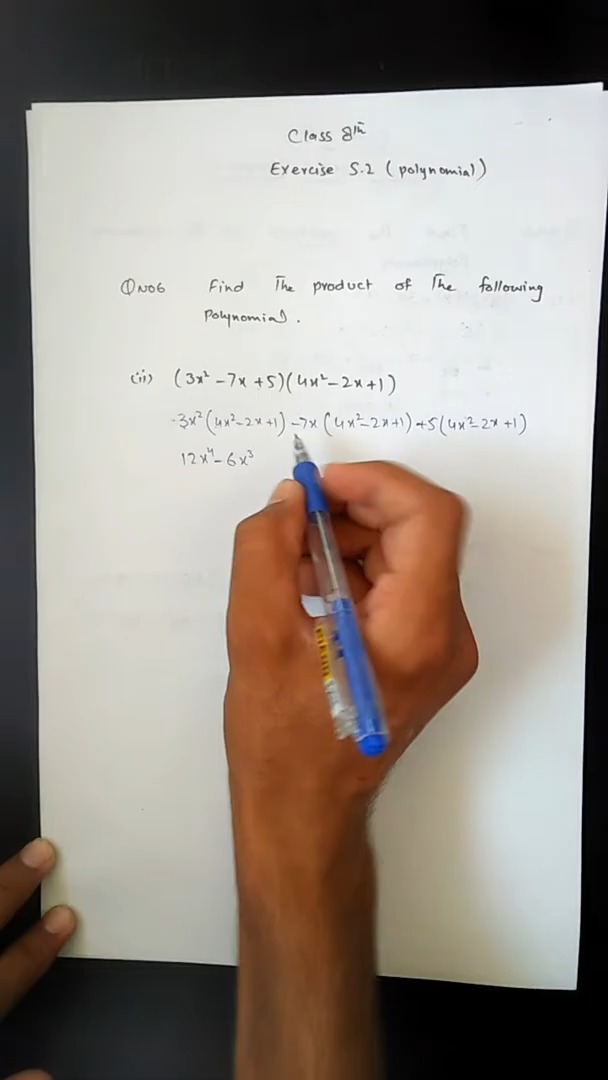 Class 8th
Exercise 5.2 (polynomial)
QNo6 Find The product of The following
Polynomial.
(ii) (3x² - 7x + 5)(4x² - 2x + 1)
3x²(4x² - 2x + 1) - 7x(4x² - 2x + 1) + 5(4x² - 2x + 1)
12x⁴ - 6x³